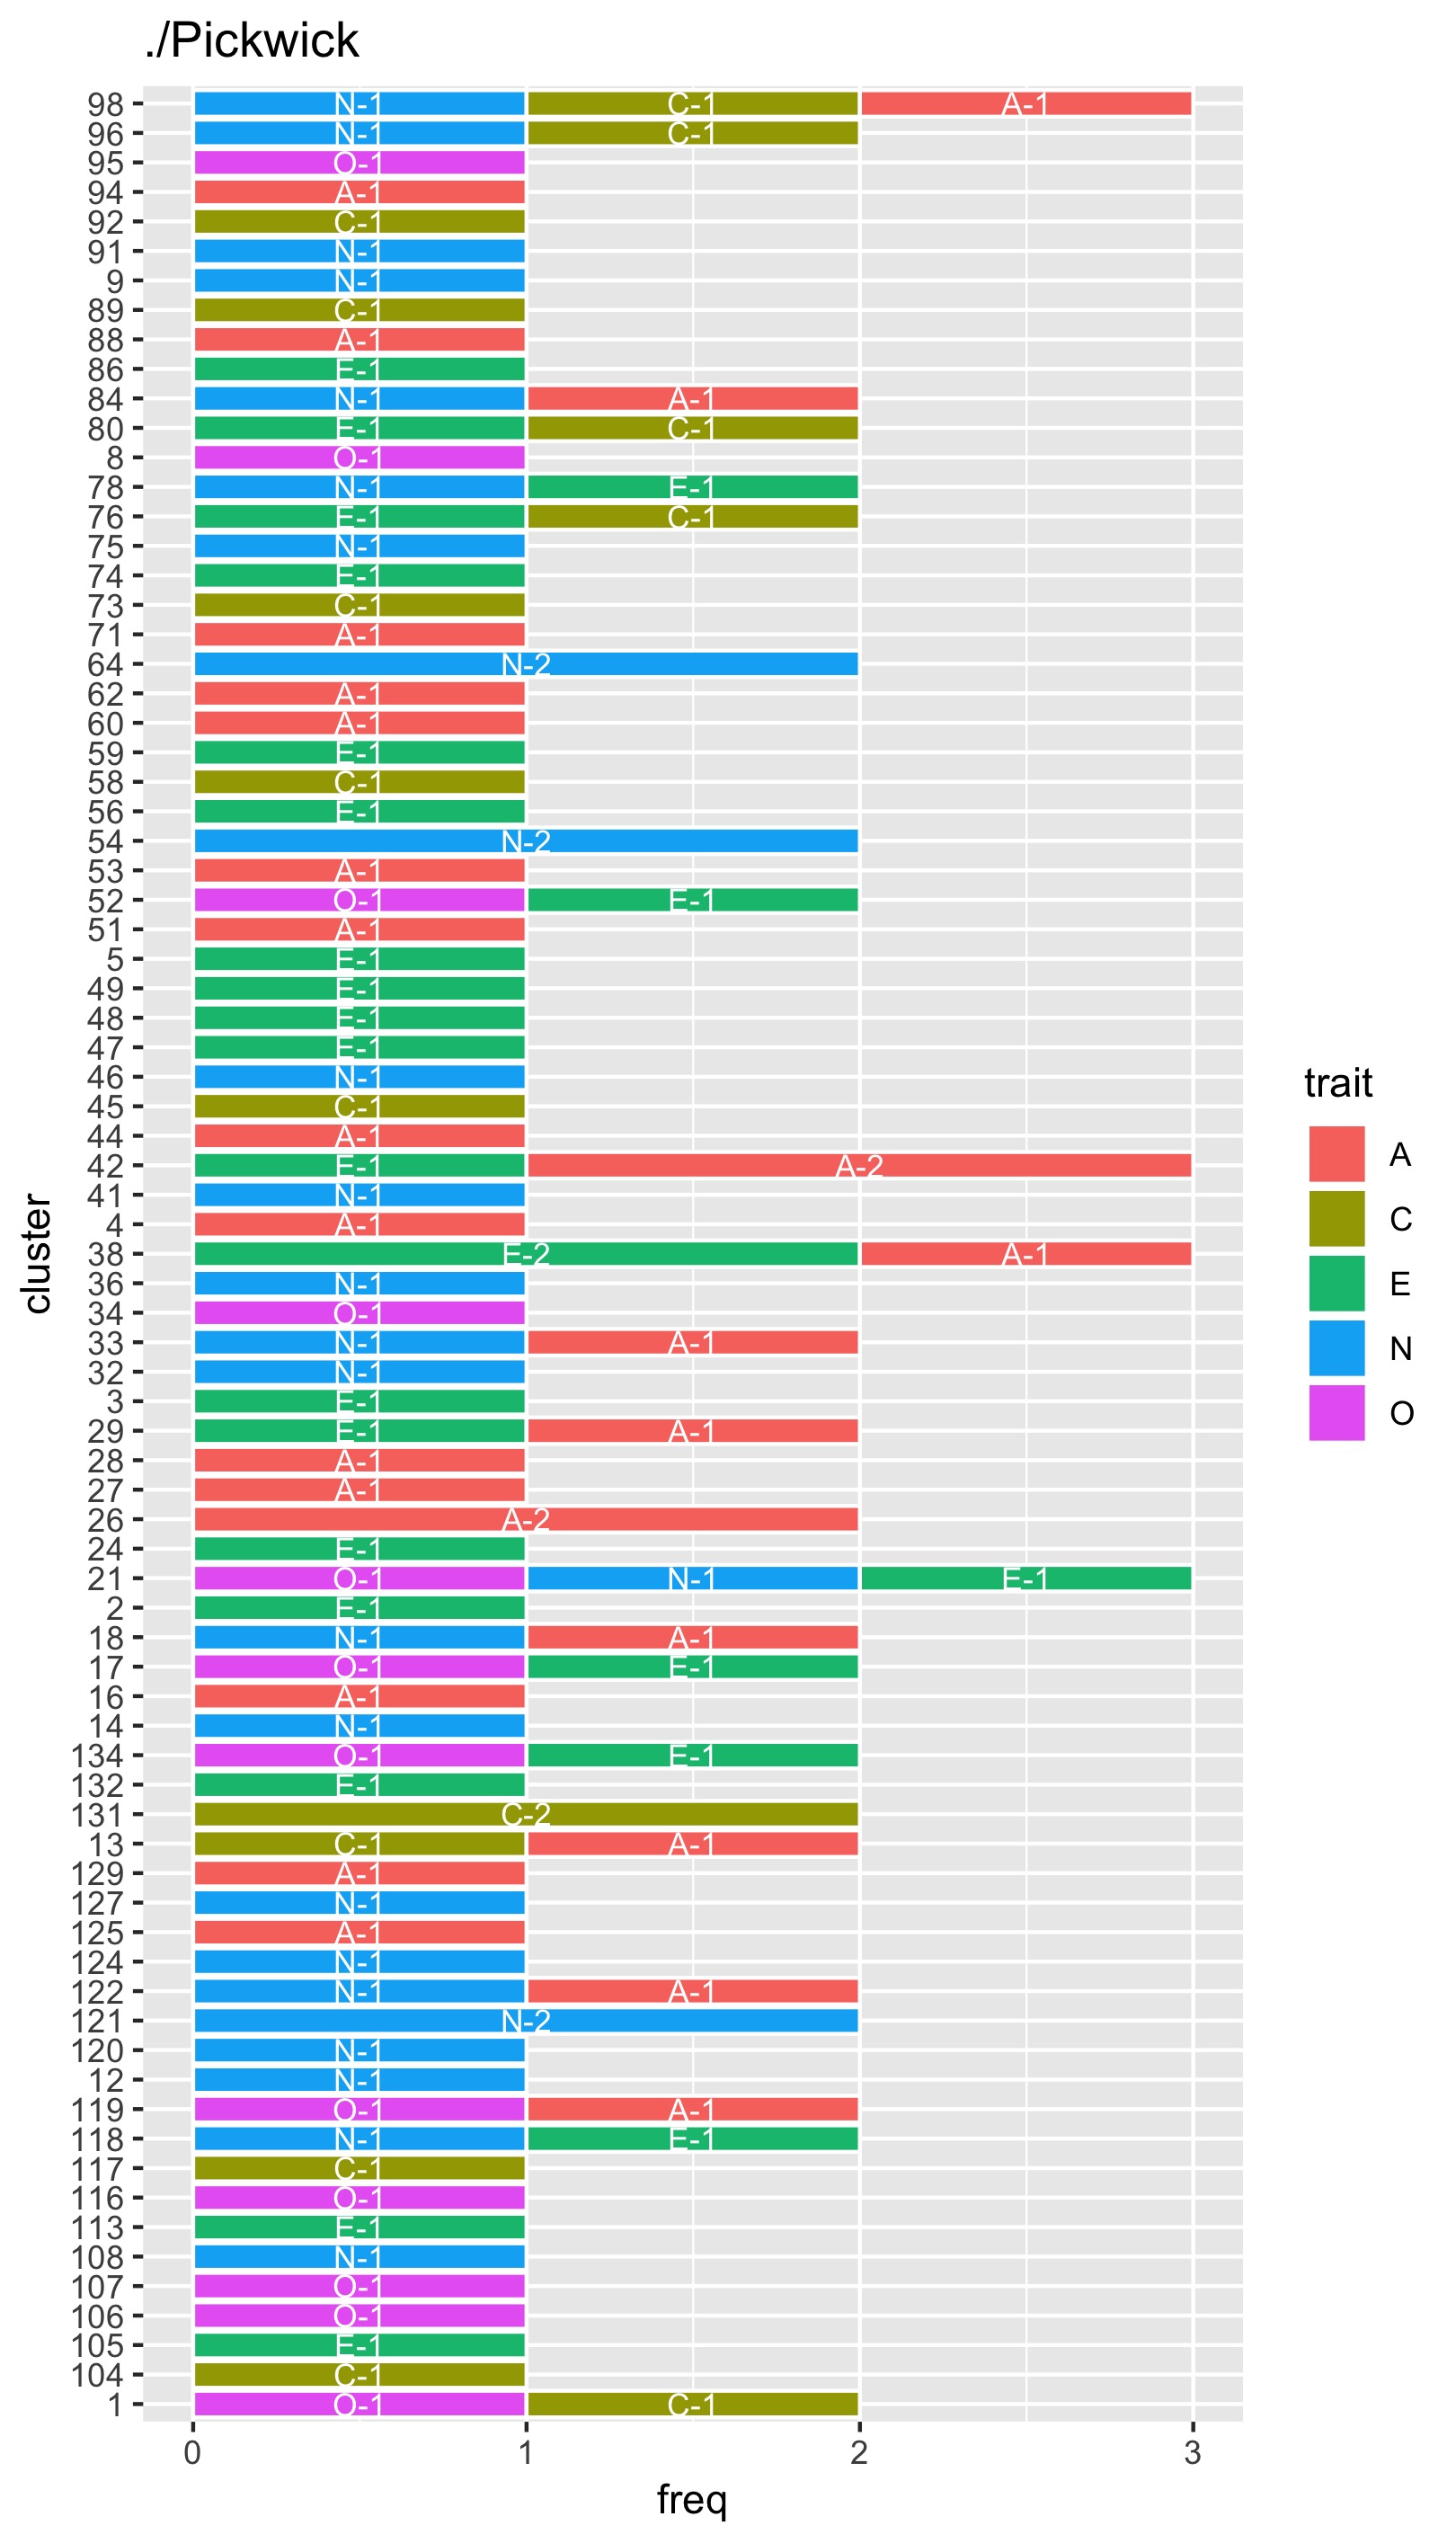 ./Pickwick
98 N-1 C-1 A-1
96 N-1 C-1
95 O-1
94 A-1
92 C-1
91 N-1
9 N-1
89 C-1
88 A-1
86 E-1
84 N-1 A-1
80 E-1 C-1
8 O-1
78 N-1 E-1
76 E-1 C-1
75 N-1
74 E-1
73 C-1
71 A-1
64 N-2
62 A-1
60 A-1
59 E-1
58 C-1
56 E-1
54 N-2
53 A-1
52 O-1 E-1
51 A-1
5 E-1
49 E-1
48 E-1
47 E-1
46 N-1
45 C-1
44 A-1
42 E-1 A-2
41 N-1
4 A-1
38 E-2 A-1
36 N-1
34 O-1
33 N-1 A-1
32 N-1
3 E-1
29 E-1 A-1
28 A-1
27 A-1
26 A-2
24 E-1
21 O-1 N-1 E-1
2 E-1
18 N-1 A-1
17 O-1 E-1
16 A-1
14 N-1
134 O-1 E-1
132 E-1
131 C-2
13 C-1 A-1
129 A-1
127 N-1
125 A-1
124 N-1
122 N-1 A-1
121 N-2
120 N-1
12 N-1
119 O-1 A-1
118 N-1 E-1
117 C-1
116 O-1
113 E-1
108 N-1
107 O-1
106 O-1
105 E-1
104 C-1
1 O-1 C-1
0 1 2 3
freq
cluster
trait
A
C
E
N
O